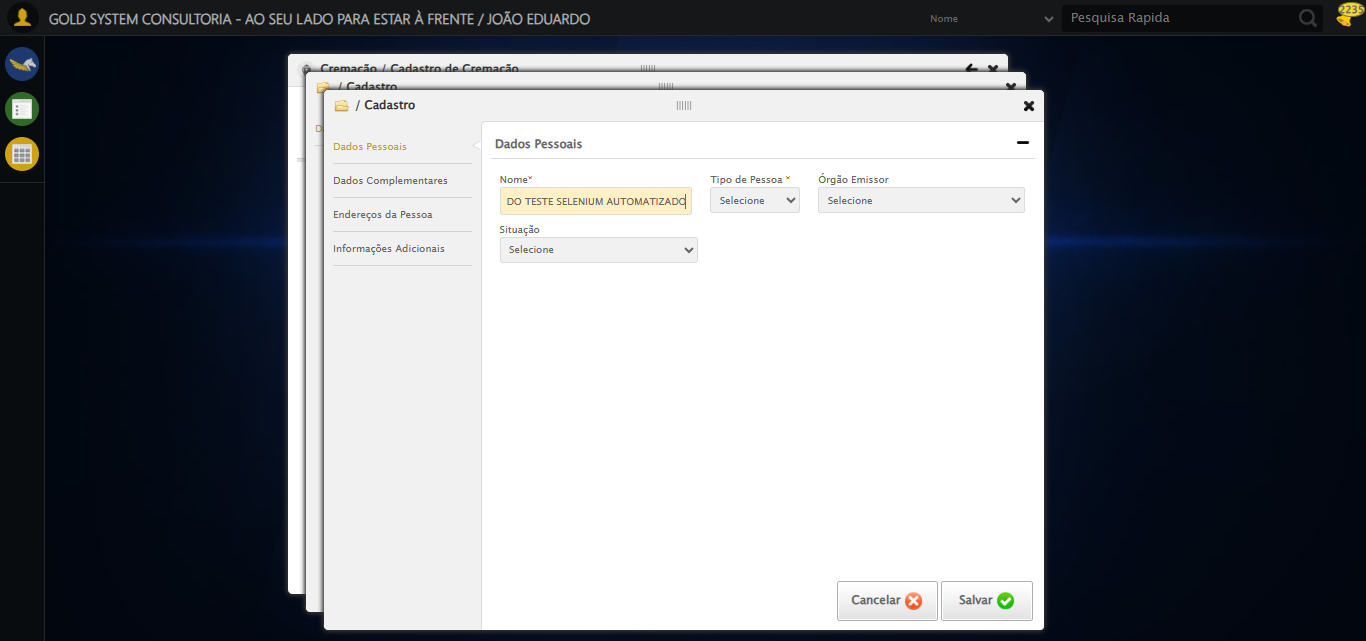 GOLD SYSTEM CONSULTORIA - AO SEU LADO PARA ESTAR À FRENTE / JOÃO EDUARDO
Nome
Pesquisa Rapida
2235
Cremação / Cadastro de Cremação
/ Cadastro
/ Cadastro
D
Dados Pessoais
Dados Complementares
Endereços da Pessoa
Informações Adicionais
Dados Pessoais
Nome*
Tipo de Pessoa *
Órgão Emissor
DO TESTE SELENIUM AUTOMATIZADO
Selecione
Selecione
Situação
Selecione
Cancelar
Salvar